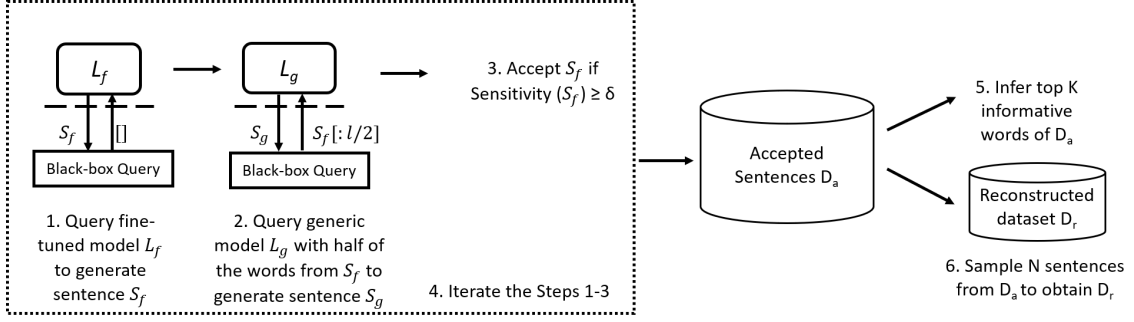 L_f
S_f
[]
Black-box Query
1. Query fine-
tuned model L_f
to generate
sentence S_f
L_g
S_g
S_f[: l/2]
Black-box Query
2. Query generic
model L_g with half of
the words from S_f to
generate sentence S_g
3. Accept S_f if
Sensitivity (S_f) ≥ δ
4. Iterate the Steps 1-3
Accepted
Sentences D_a
5. Infer top K
informative
words of D_a
Reconstructed
dataset D_r
6. Sample N sentences
from D_a to obtain D_r